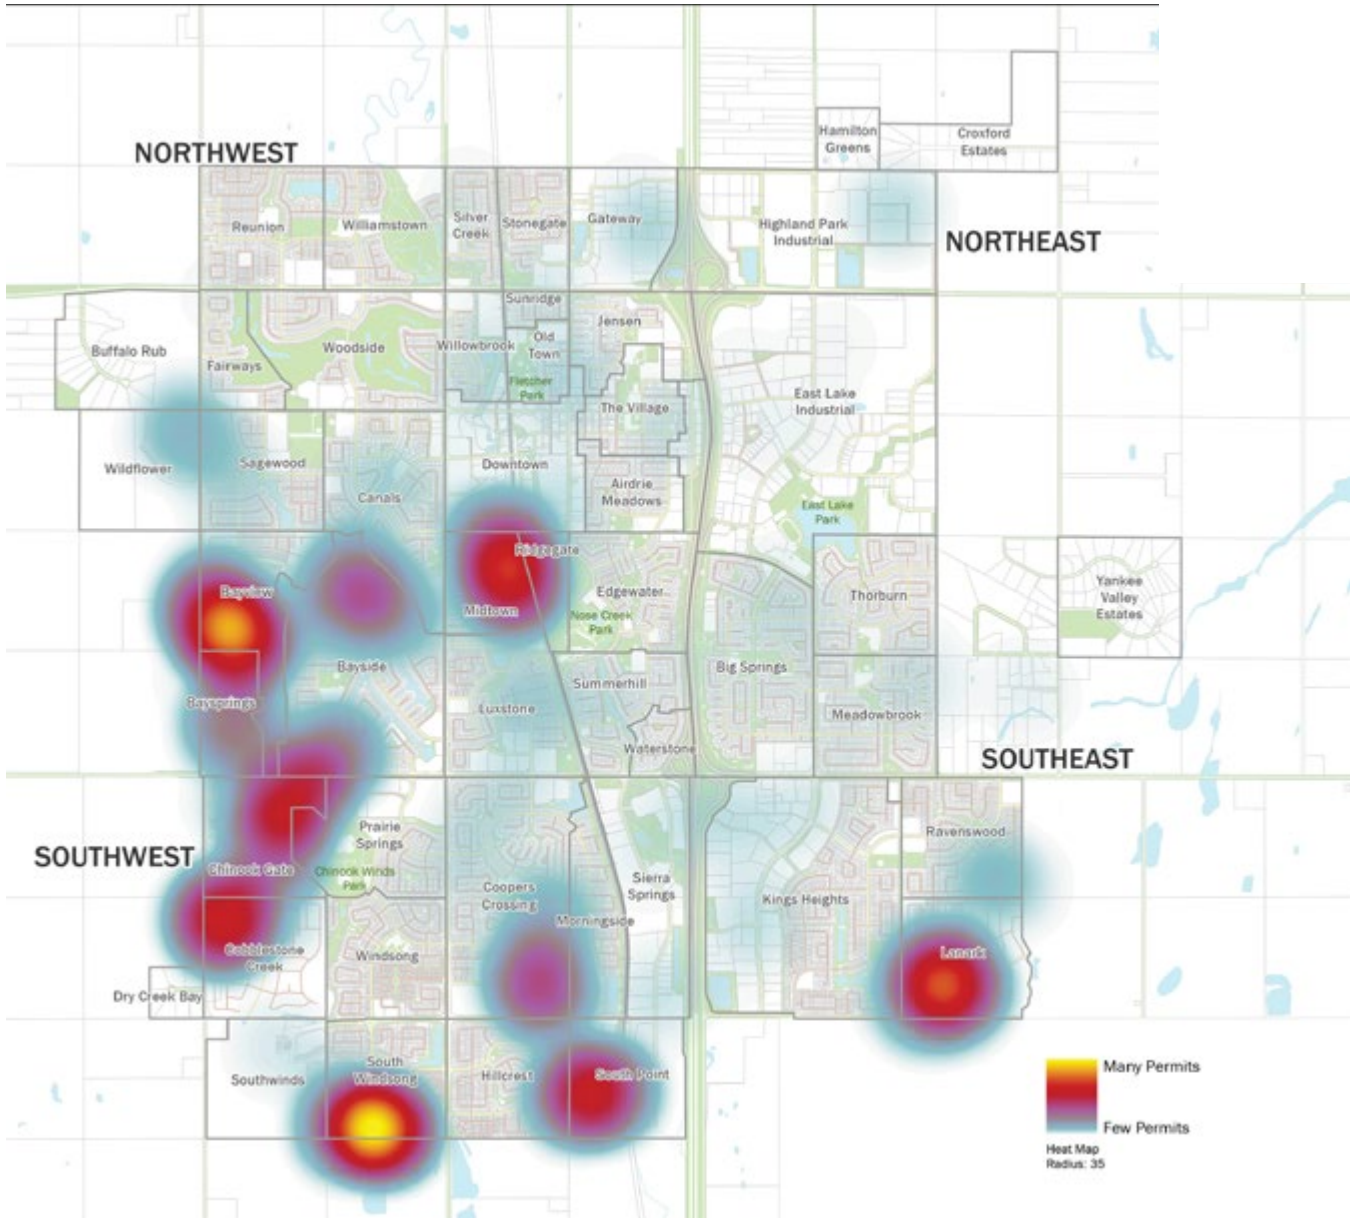 Hamilton
Greens
Croxford
Estates
NORTHWEST
Reunion
Williamstown
Silver
Creek
Stonegate
Gateway
Highland Park
Industrial
NORTHEAST
Sunridge
Jensen
Buffalo Rub
Fairways
Woodside
Willowbrook
Old
Town
Fletcher
Park
The Village
East Lake
Industrial
Wildflower
Sagewood
Canals
Downtown
Airdrie
Meadows
East Lake
Park
Ridgegate
Bayview
Midtown
Edgewater
Nose Creek
Park
Thorburn
Yankee
Valley
Estates
Bayside
Baysprings
Luxstone
Summerhill
Waterstone
Big Springs
Meadowbrook
SOUTHEAST
SOUTHWEST
Prairie
Springs
Chinook Gate
Chinook Winds
Park
Coopers
Crossing
Morningside
Sierra
Springs
Kings Heights
Ravenswood
Cobblestone
Creek
Windsong
Lanark
Dry Creek Bay
Southwinds
South
Windsong
Hillcrest
South Point
Many Permits
Few Permits
Heat Map
Radius: 35